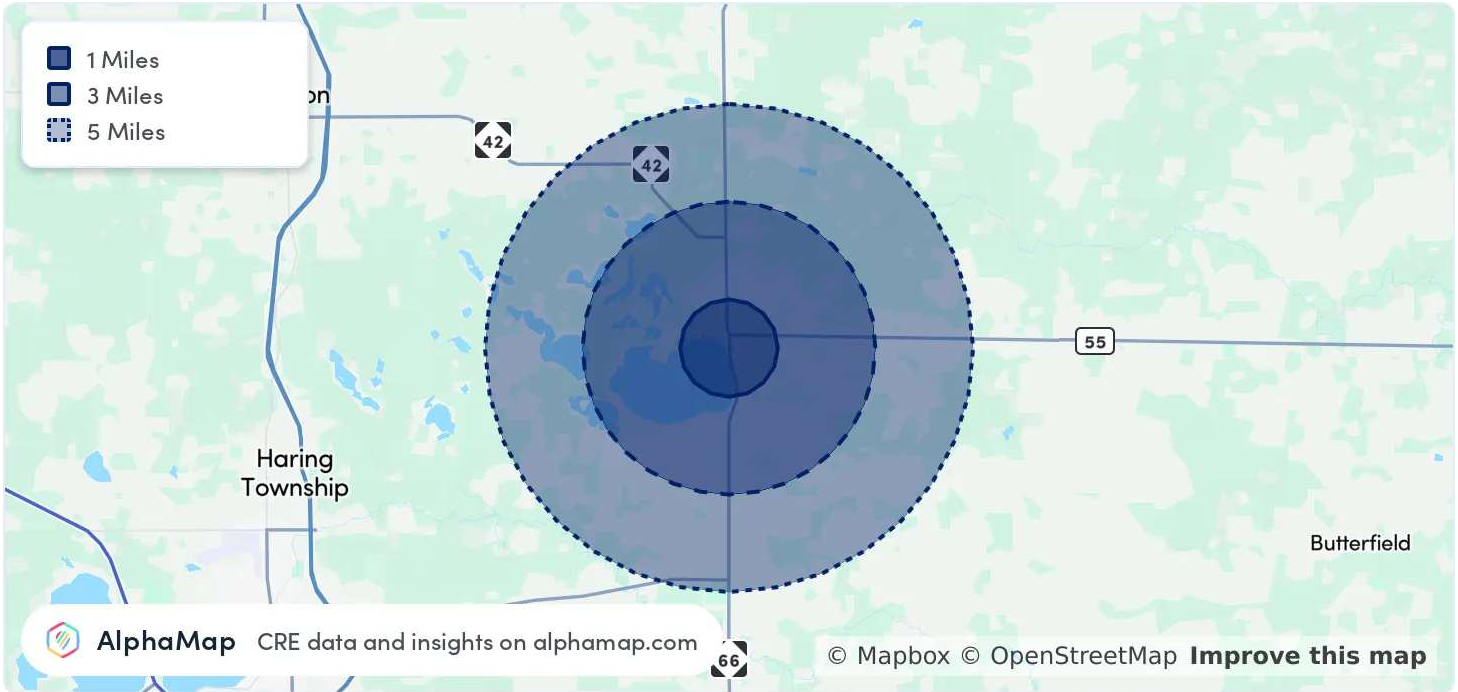 1 Miles
3 Miles
5 Miles
on
42
42
55
Haring
Township
Butterfield
AlphaMap CRE data and insights on alphamap.com
66
© Mapbox © OpenStreetMap Improve this map